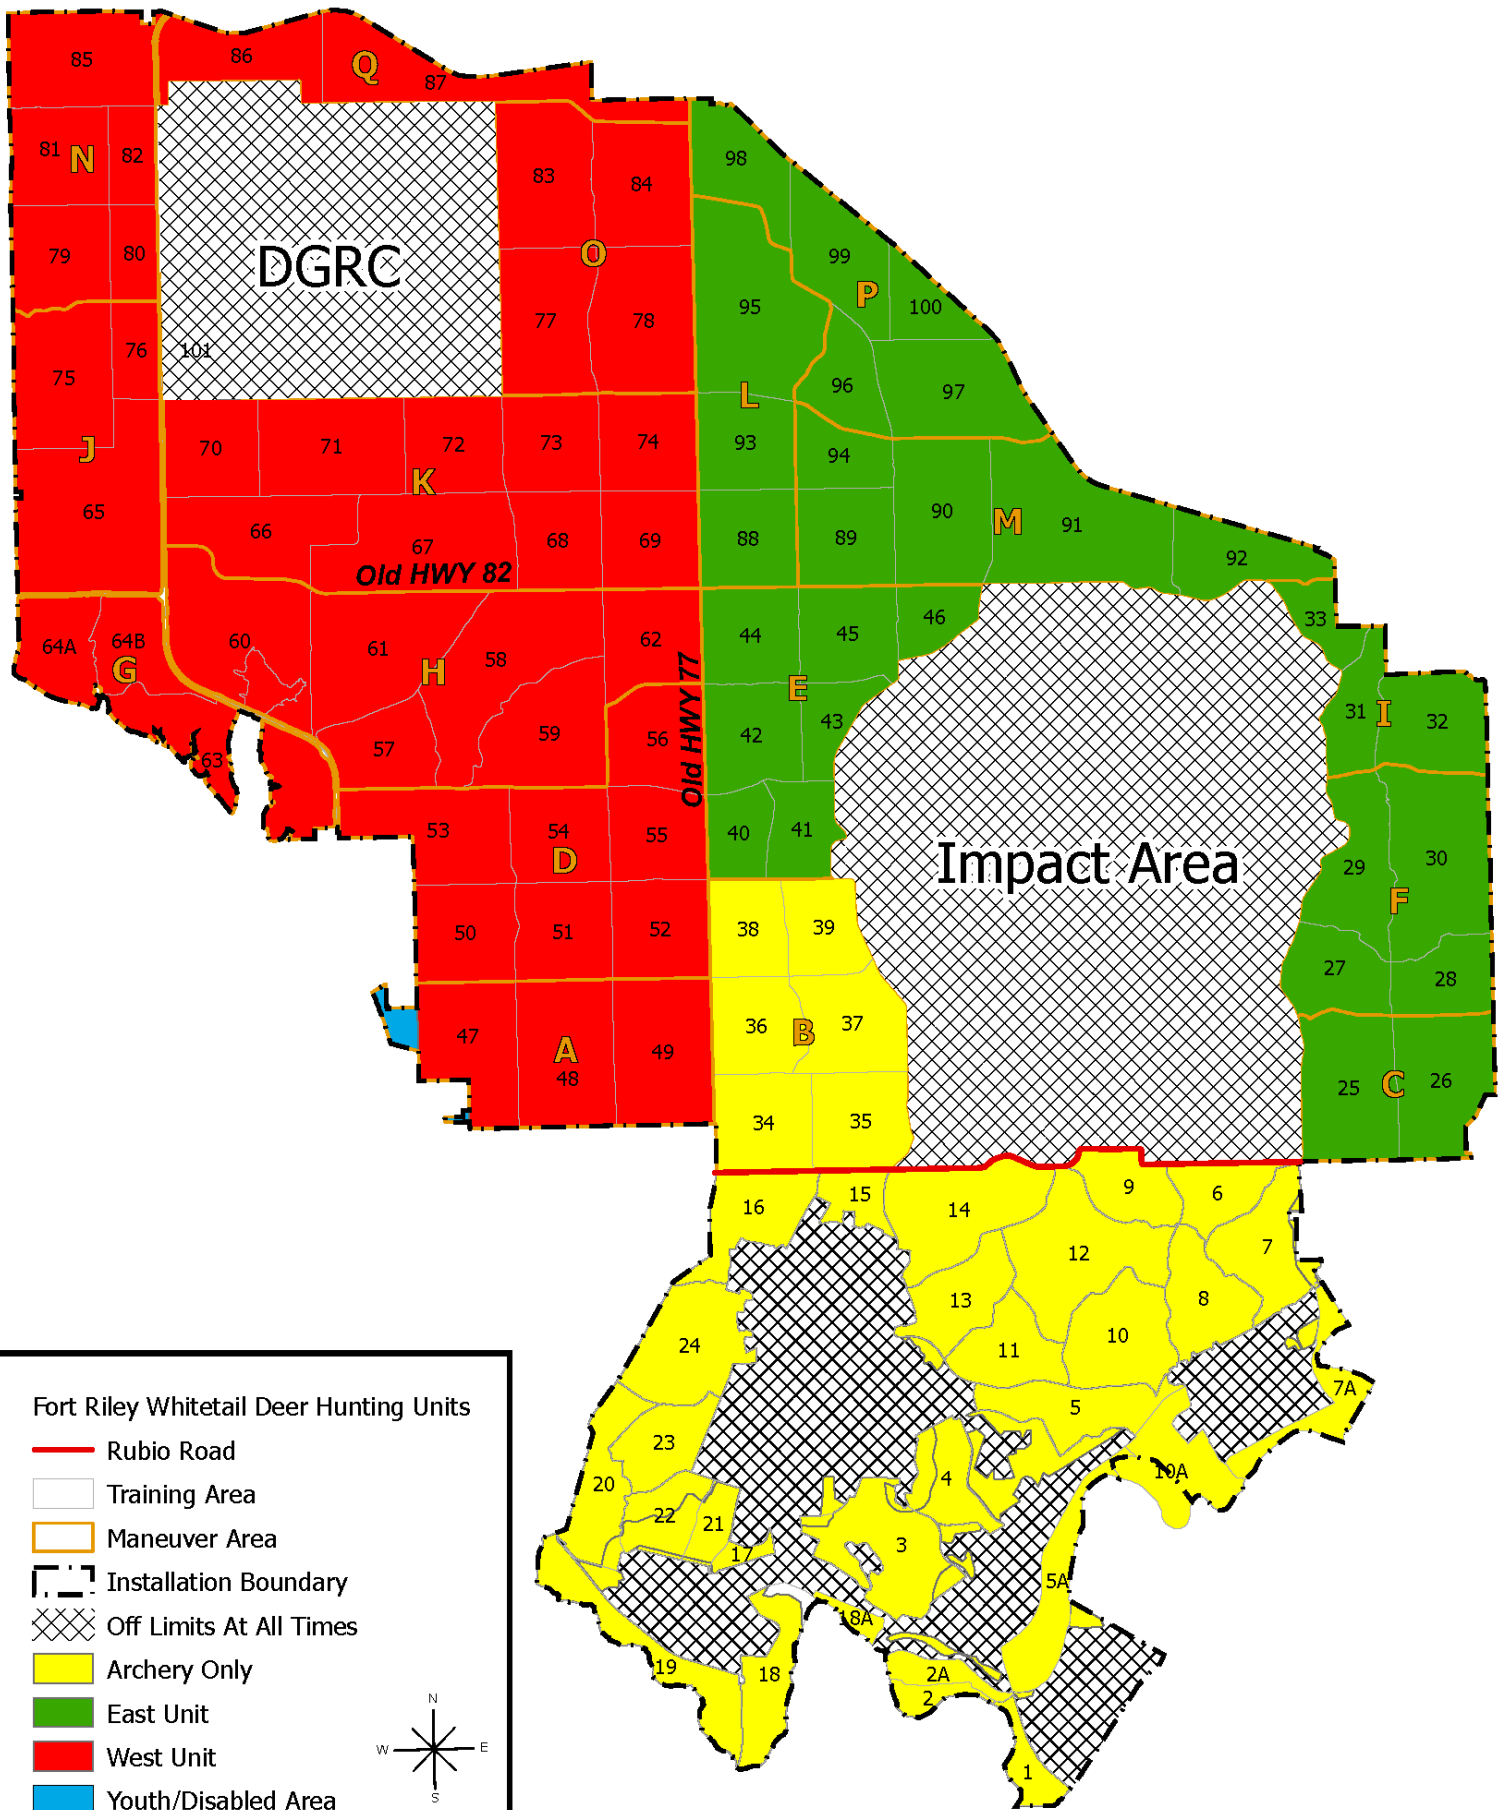 85
86
Q
87
81
N
82
98
83
84
79
80
DGRC
O
99
P
100
95
77
78
76
101
75
96
97
L
70
71
72
73
74
93
94
J
K
65
66
67
68
69
88
89
90
M
91
92
Old HWY 82
64A
64B
60
61
58
62
44
45
46
33
G
H
Old HWY 77
E
31
I
32
63
57
59
56
42
43
53
54
55
40
41
D
Impact Area
29
30
F
50
51
52
38
39
27
28
47
A
48
49
36
B
37
25
C
26
34
35
16
15
14
9
6
12
7
13
8
24
11
10
7A
5
23
20
4
10A
22
21
17
3
5A
18A
19
18
2A
2
1
Fort Riley Whitetail Deer Hunting Units
Rubio Road
Training Area
Maneuver Area
Installation Boundary
Off Limits At All Times
Archery Only
East Unit
West Unit
Youth/Disabled Area
N
W
E
S